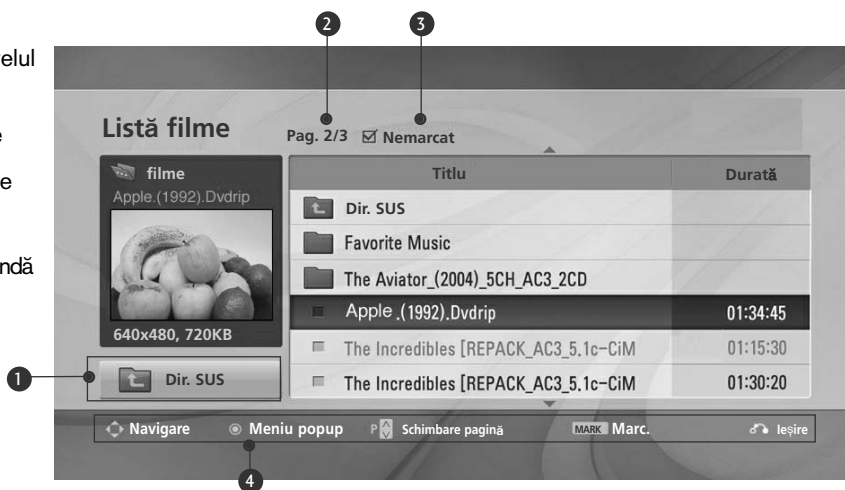 2 3
elul
e
e
ndă
Listă filme
Pag. 2/3 Nemarcat
filme
Apple.(1992).Dvdrip
640x480, 720KB
Titlu Durată
Dir. SUS
Favorite Music
The Aviator_(2004)_5CH_AC3_2CD
Apple .(1992).Dvdrip 01:34:45
The Incredibles [REPACK_AC3_5.1c-CiM 01:15:30
The Incredibles [REPACK_AC3_5.1c-CiM 01:30:20
1 Dir. SUS
Navigare Meniu popup P Schimbare pagină MARK Marc. Ieșire
4